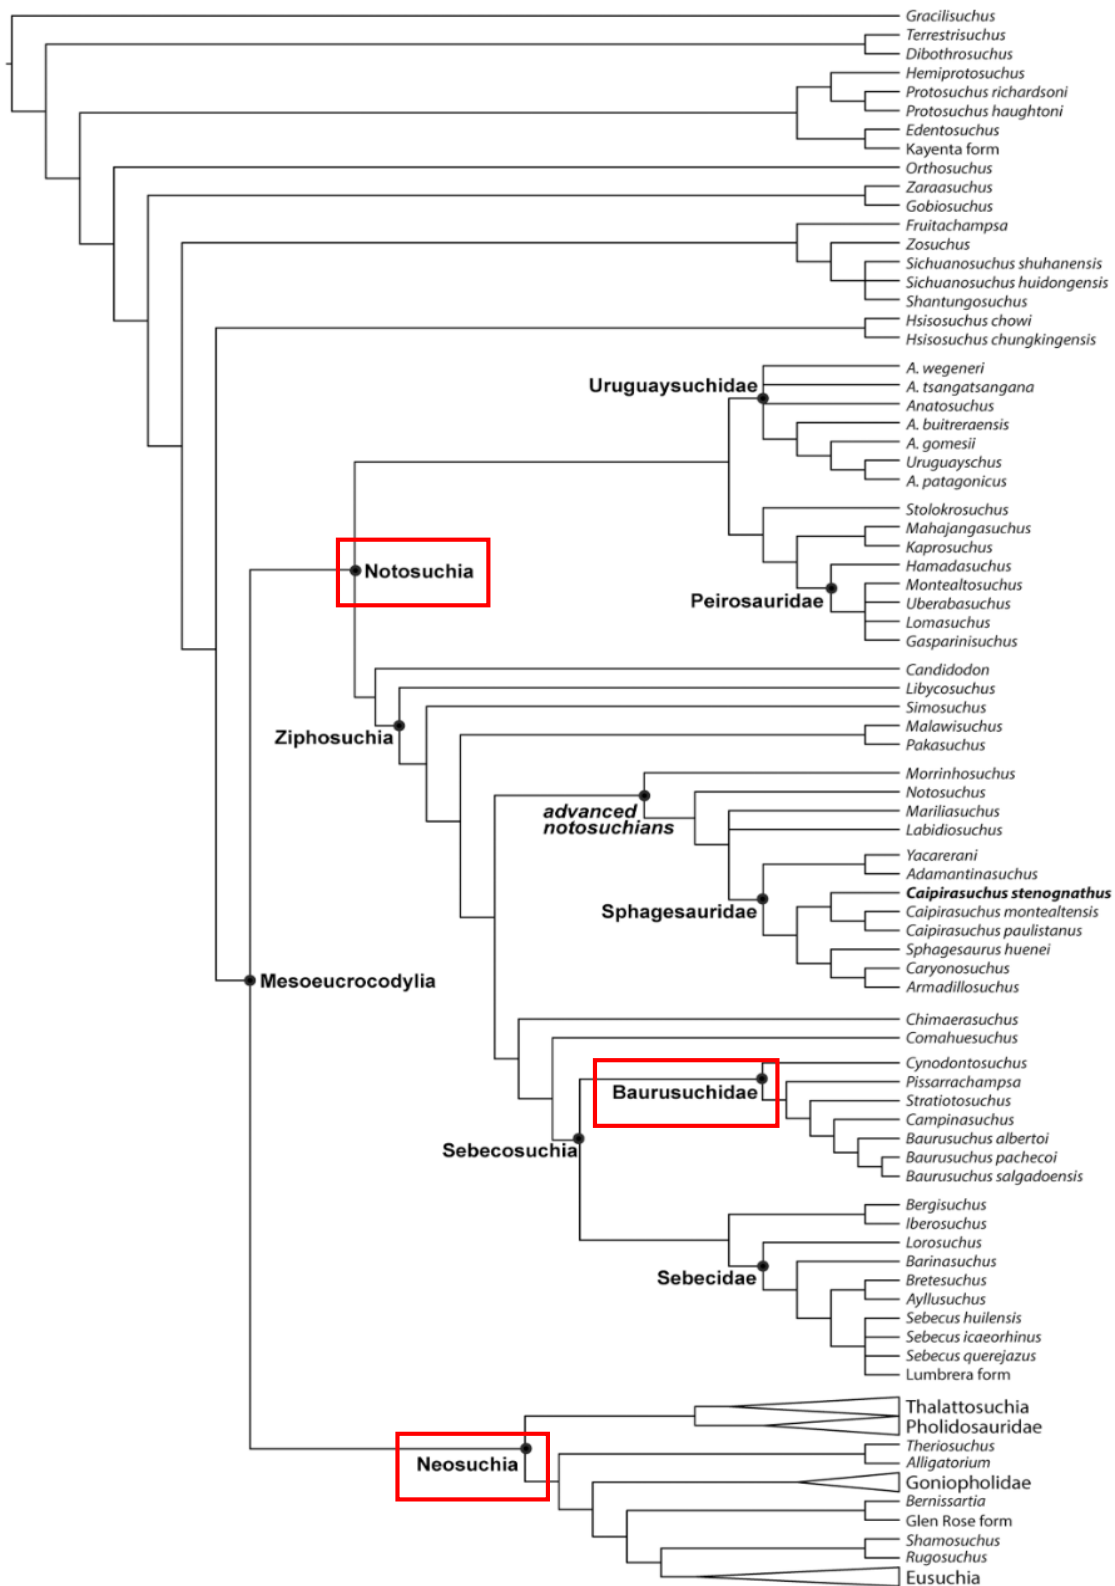 Gracilisuchus
Terrestrisuchus
Dibothrosuchus
Hemiprotosuchus
Protosuchus richardsoni
Protosuchus haughtoni
Edentosuchus
Kayenta form
Orthosuchus
Zaraasuchus
Gobiosuchus
Fruitachampsa
Zosuchus
Sichuanosuchus shuhanensis
Sichuanosuchus huidongensis
Shantungosuchus
Hsisosuchus chowi
Hsisosuchus chungkingensis
A. wegeneri
Uruguaysuchidae
A. tsangatsangana
Anatosuchus
A. buitreraensis
A. gomesii
Uruguayschus
A. patagonicus
Stolokrosuchus
Mahajangasuchus
Kaprosuchus
Hamadasuchus
Notosuchia
Montealtosuchus
Peirosauridae
Uberabasuchus
Lomasuchus
Gasparinisuchus
Candidodon
Libycosuchus
Simosuchus
Ziphosuchia
Malawisuchus
Pakasuchus
Morrinhosuchus
Notosuchus
advanced
notosuchians
Mariliasuchus
Labidiosuchus
Yacarerani
Adamantinasuchus
Caipirasuchus stenognathus
Sphagesauridae
Caipirasuchus montealtensis
Caipirasuchus paulistanus
Sphagesaurus huenei
Caryonosuchus
Mesoeucrocodylia
Armadillosuchus
Chimaerasuchus
Comahuesuchus
Cynodontosuchus
Pissarrachampsa
Baurusuchidae
Stratiotosuchus
Campinasuchus
Baurusuchus albertoi
Sebecosuchia
Baurusuchus pachecoi
Baurusuchus salgadoensis
Bergisuchus
Iberosuchus
Lorosuchus
Barinasuchus
Sebecidae
Bretesuchus
Ayllusuchus
Sebecus huilensis
Sebecus icaeorhinus
Sebecus querejazus
Lumbrera form
Thalattosuchia
Pholidosauridae
Theriosuchus
Neosuchia
Alligatorium
Goniopholidae
Bernissartia
Glen Rose form
Shamosuchus
Rugosuchus
Eusuchia